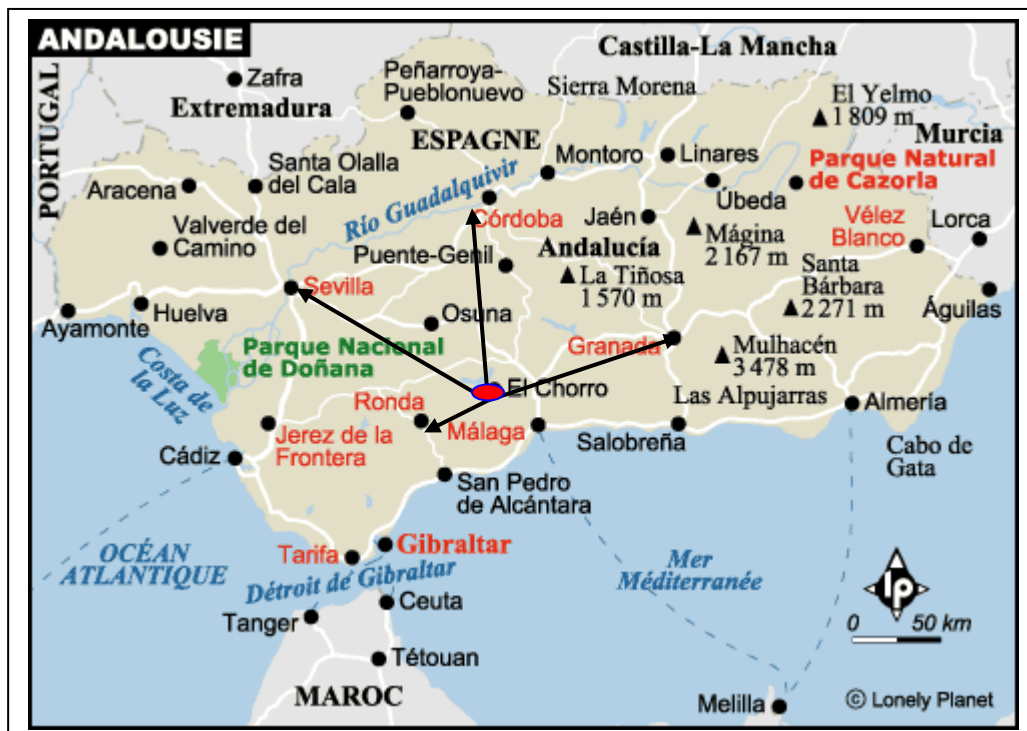 ANDALOUSIE
Castilla-La Mancha
Zafra
Peñarroya-
Pueblonuevo
Sierra Morena
El Yelmo
1 809 m
Extremadura
PORTUGAL
ESPAGNE
Murcia
Montoro
Linares
Parque Natural
de Cazorla
Santa Olalla
del Cala
Aracena
Río Guadalquivir
Úbeda
Córdoba
Jaén
Vélez
Blanco
Lorca
Valverde del
Camino
Andalucía
Mágina
2 167 m
Puente-Genil
La Tiñosa
1 570 m
Santa
Bárbara
2 271 m
Sevilla
Huelva
Ayamonte
Osuna
Águilas
Granada
Parque Nacional
de Doñana
Mulhacén
3 478 m
Costa de
la Luz
El Chorro
Las Alpujarras
Ronda
Almería
Málaga
Jerez de la
Frontera
Salobreña
Cádiz
Cabo de
Gata
San Pedro
de Alcántara
OCÉAN
ATLANTIQUE
Tarifa
Gibraltar
Mer
Méditerranée
Détroit de Gibraltar
lp
Ceuta
Tanger
0 50 km
Tétouan
MAROC
Melilla
© Lonely Planet